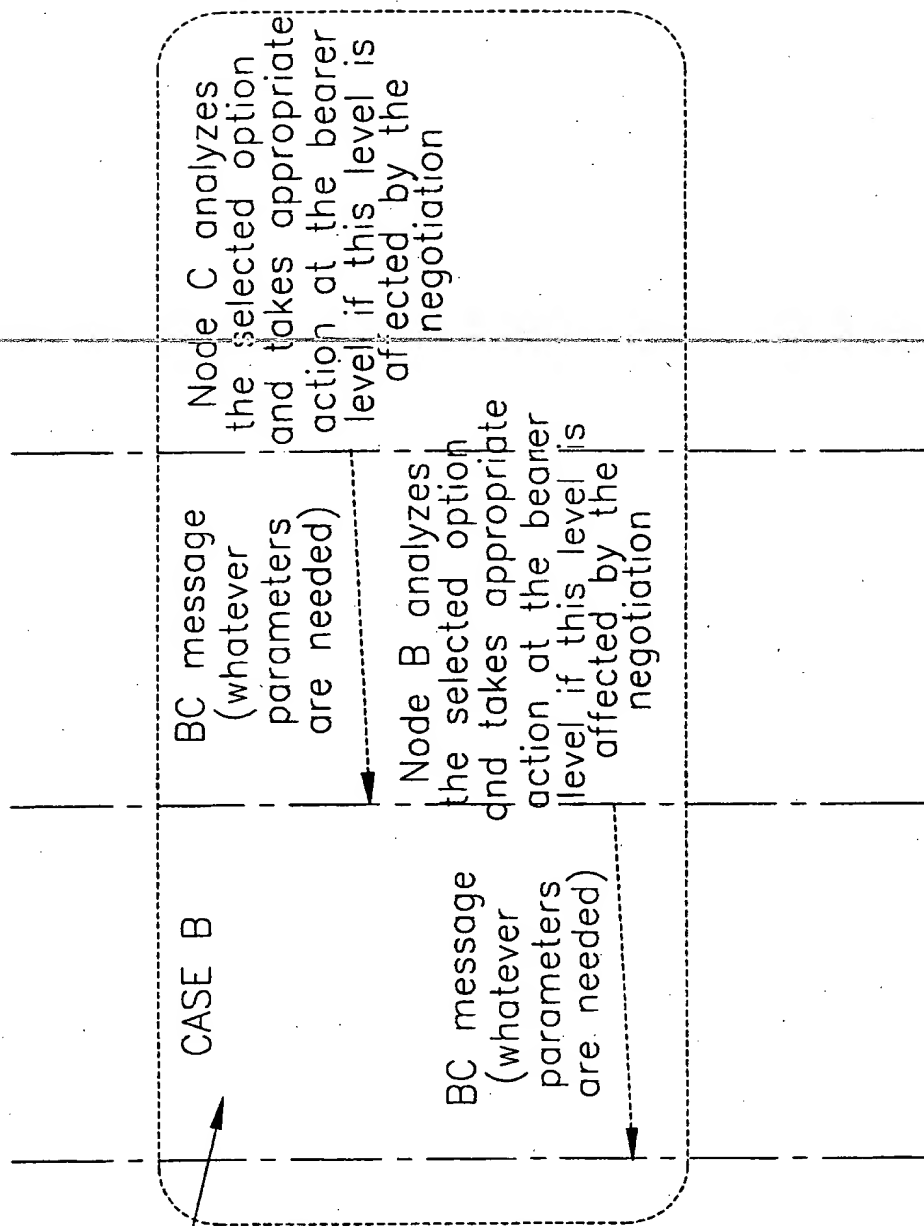 CASE B
BC message
(whatever
parameters
are needed)
Node C analyzes
the selected option
and takes appropriate
action at the bearer
level if this level is
affected by the
negotiation
Node B analyzes
the selected option
and takes appropriate
action at the bearer
level if this level is
affected by the
negotiation
BC message
(whatever
parameters
are needed)